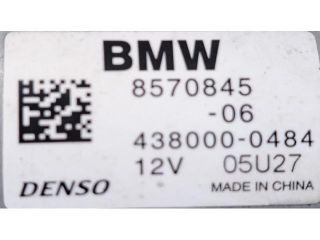 BMW
8570845
-06
438000-0484
12V 05U27
DENSO MADE IN CHINA